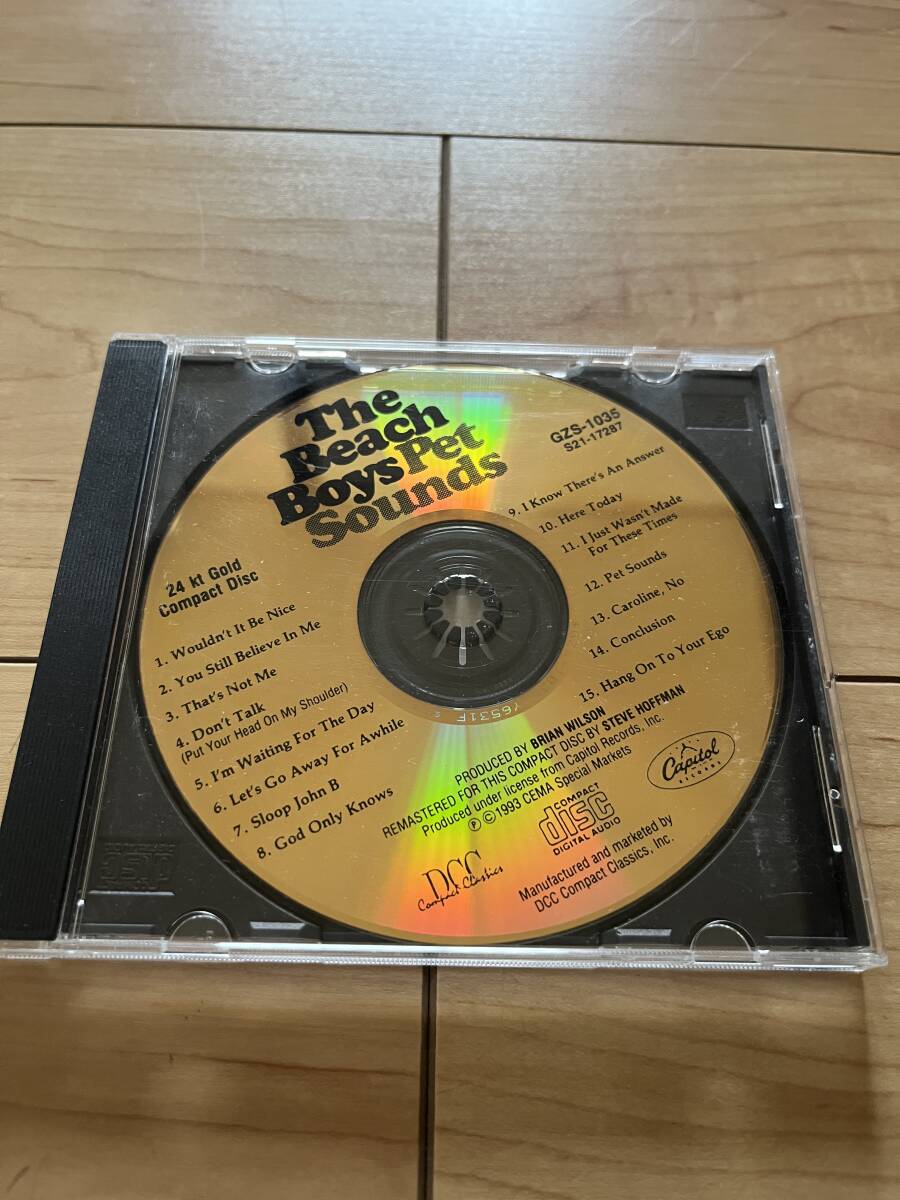 The
Beach
Boys Pet
Sounds
GZS-1035
S21-17287
24 kt Gold
Compact Disc
1. Wouldn't It Be Nice
2. You Still Believe In Me
3. That's Not Me
4. Don't Talk
(Put Your Head On My Shoulder)
5. I'm Waiting For The Day
6. Let's Go Away For Awhile
7. Sloop John B
8. God Only Knows
9. I Know There's An Answer
10. Here Today
11. I Just Wasn't Made
For These Times
12. Pet Sounds
13. Caroline, No
14. Conclusion
15. Hang On To Your Ego
PRODUCED BY BRIAN WILSON
REMASTERED FOR THIS COMPACT DISC BY STEVE HOFFMAN
Produced under license from Capitol Records, Inc.
Ⓟ ©1993 CEMA Special Markets
Capitol
RECORDS
COMPACT
disc
DIGITAL AUDIO
DCC
Compact Classics
Manufactured and marketed by
DCC Compact Classics, Inc.